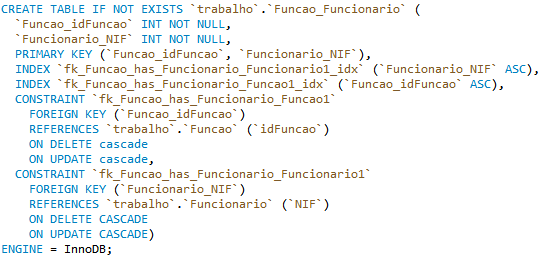 CREATE TABLE IF NOT EXISTS `trabalho`.`Funcao_Funcionario` (
  `Funcao_idFuncao` INT NOT NULL,
  `Funcionario_NIF` INT NOT NULL,
  PRIMARY KEY (`Funcao_idFuncao`, `Funcionario_NIF`),
  INDEX `fk_Funcao_has_Funcionario_Funcionario1_idx` (`Funcionario_NIF` ASC),
  INDEX `fk_Funcao_has_Funcionario_Funcao1_idx` (`Funcao_idFuncao` ASC),
  CONSTRAINT `fk_Funcao_has_Funcionario_Funcao1`
    FOREIGN KEY (`Funcao_idFuncao`)
    REFERENCES `trabalho`.`Funcao` (`idFuncao`)
    ON DELETE cascade
    ON UPDATE cascade,
  CONSTRAINT `fk_Funcao_has_Funcionario_Funcionario1`
    FOREIGN KEY (`Funcionario_NIF`)
    REFERENCES `trabalho`.`Funcionario` (`NIF`)
    ON DELETE CASCADE
    ON UPDATE CASCADE)
ENGINE = InnoDB;